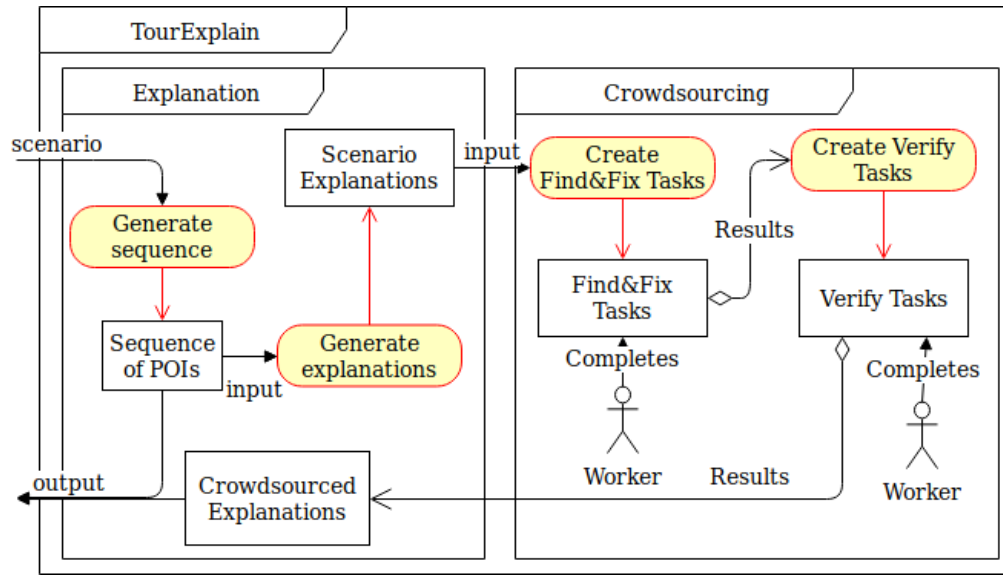 TourExplain
Explanation
Crowdsourcing
scenario
Scenario
Explanations
input
Create
Find&Fix Tasks
Create Verify
Tasks
Generate
sequence
Results
Find&Fix
Tasks
Verify Tasks
Sequence
of POIs
input
Generate
explanations
Completes
Completes
Worker
Worker
output
Crowdsourced
Explanations
Results